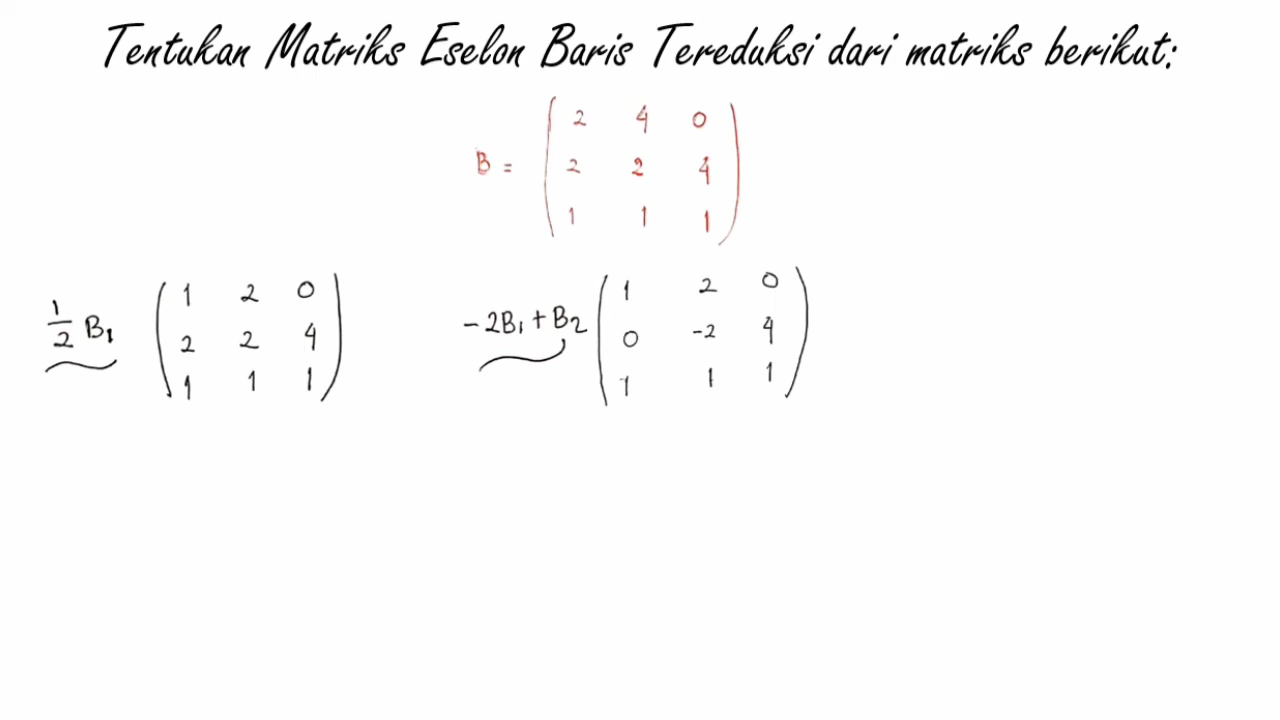 Tentukan Matriks Eselon Baris Tereduksi dari matriks berikut:
2 4 0
B = 2 2 4
1 1 1
1 2 0
1/2 B₁ 2 2 4
1 1 1
1 2 0
-2B₁ + B₂ 0 -2 4
1 1 1